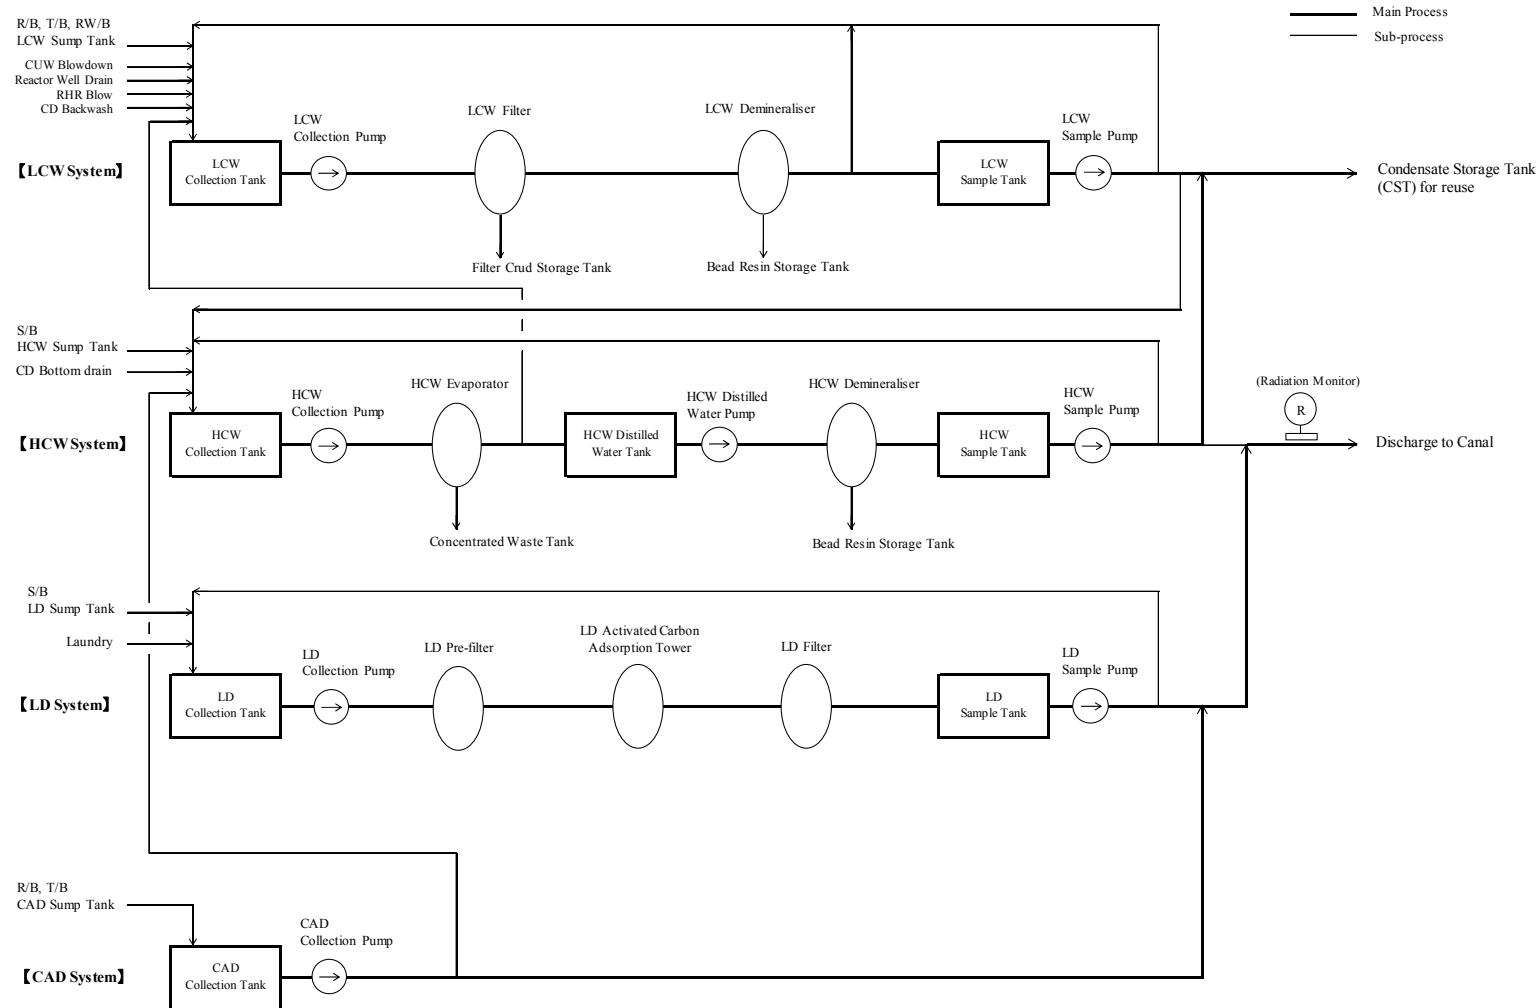 Main Process
Sub-process
R/B, T/B, RW/B
LCW Sump Tank
CUW Blowdown
Reactor Well Drain
RHR Blow
CD Backwash
LCW
Collection Pump
LCW Filter
LCW Demineraliser
LCW
Sample Pump
【LCW System】
LCW
Collection Tank
LCW
Sample Tank
Condensate Storage Tank
(CST) for reuse
Filter Crud Storage Tank
Bead Resin Storage Tank
S/B
HCW Sump Tank
CD Bottom drain
HCW
Collection Pump
HCW Evaporator
HCW Distilled
Water Pump
HCW Demineraliser
HCW
Sample Pump
(Radiation Monitor)
R
【HCW System】
HCW
Collection Tank
HCW Distilled
Water Tank
HCW
Sample Tank
Discharge to Canal
Concentrated Waste Tank
Bead Resin Storage Tank
S/B
LD Sump Tank
Laundry
LD
Collection Pump
LD Pre-filter
LD Activated Carbon
Adsorption Tower
LD Filter
LD
Sample Pump
【LD System】
LD
Collection Tank
LD
Sample Tank
R/B, T/B
CAD Sump Tank
CAD
Collection Pump
【CAD System】
CAD
Collection Tank